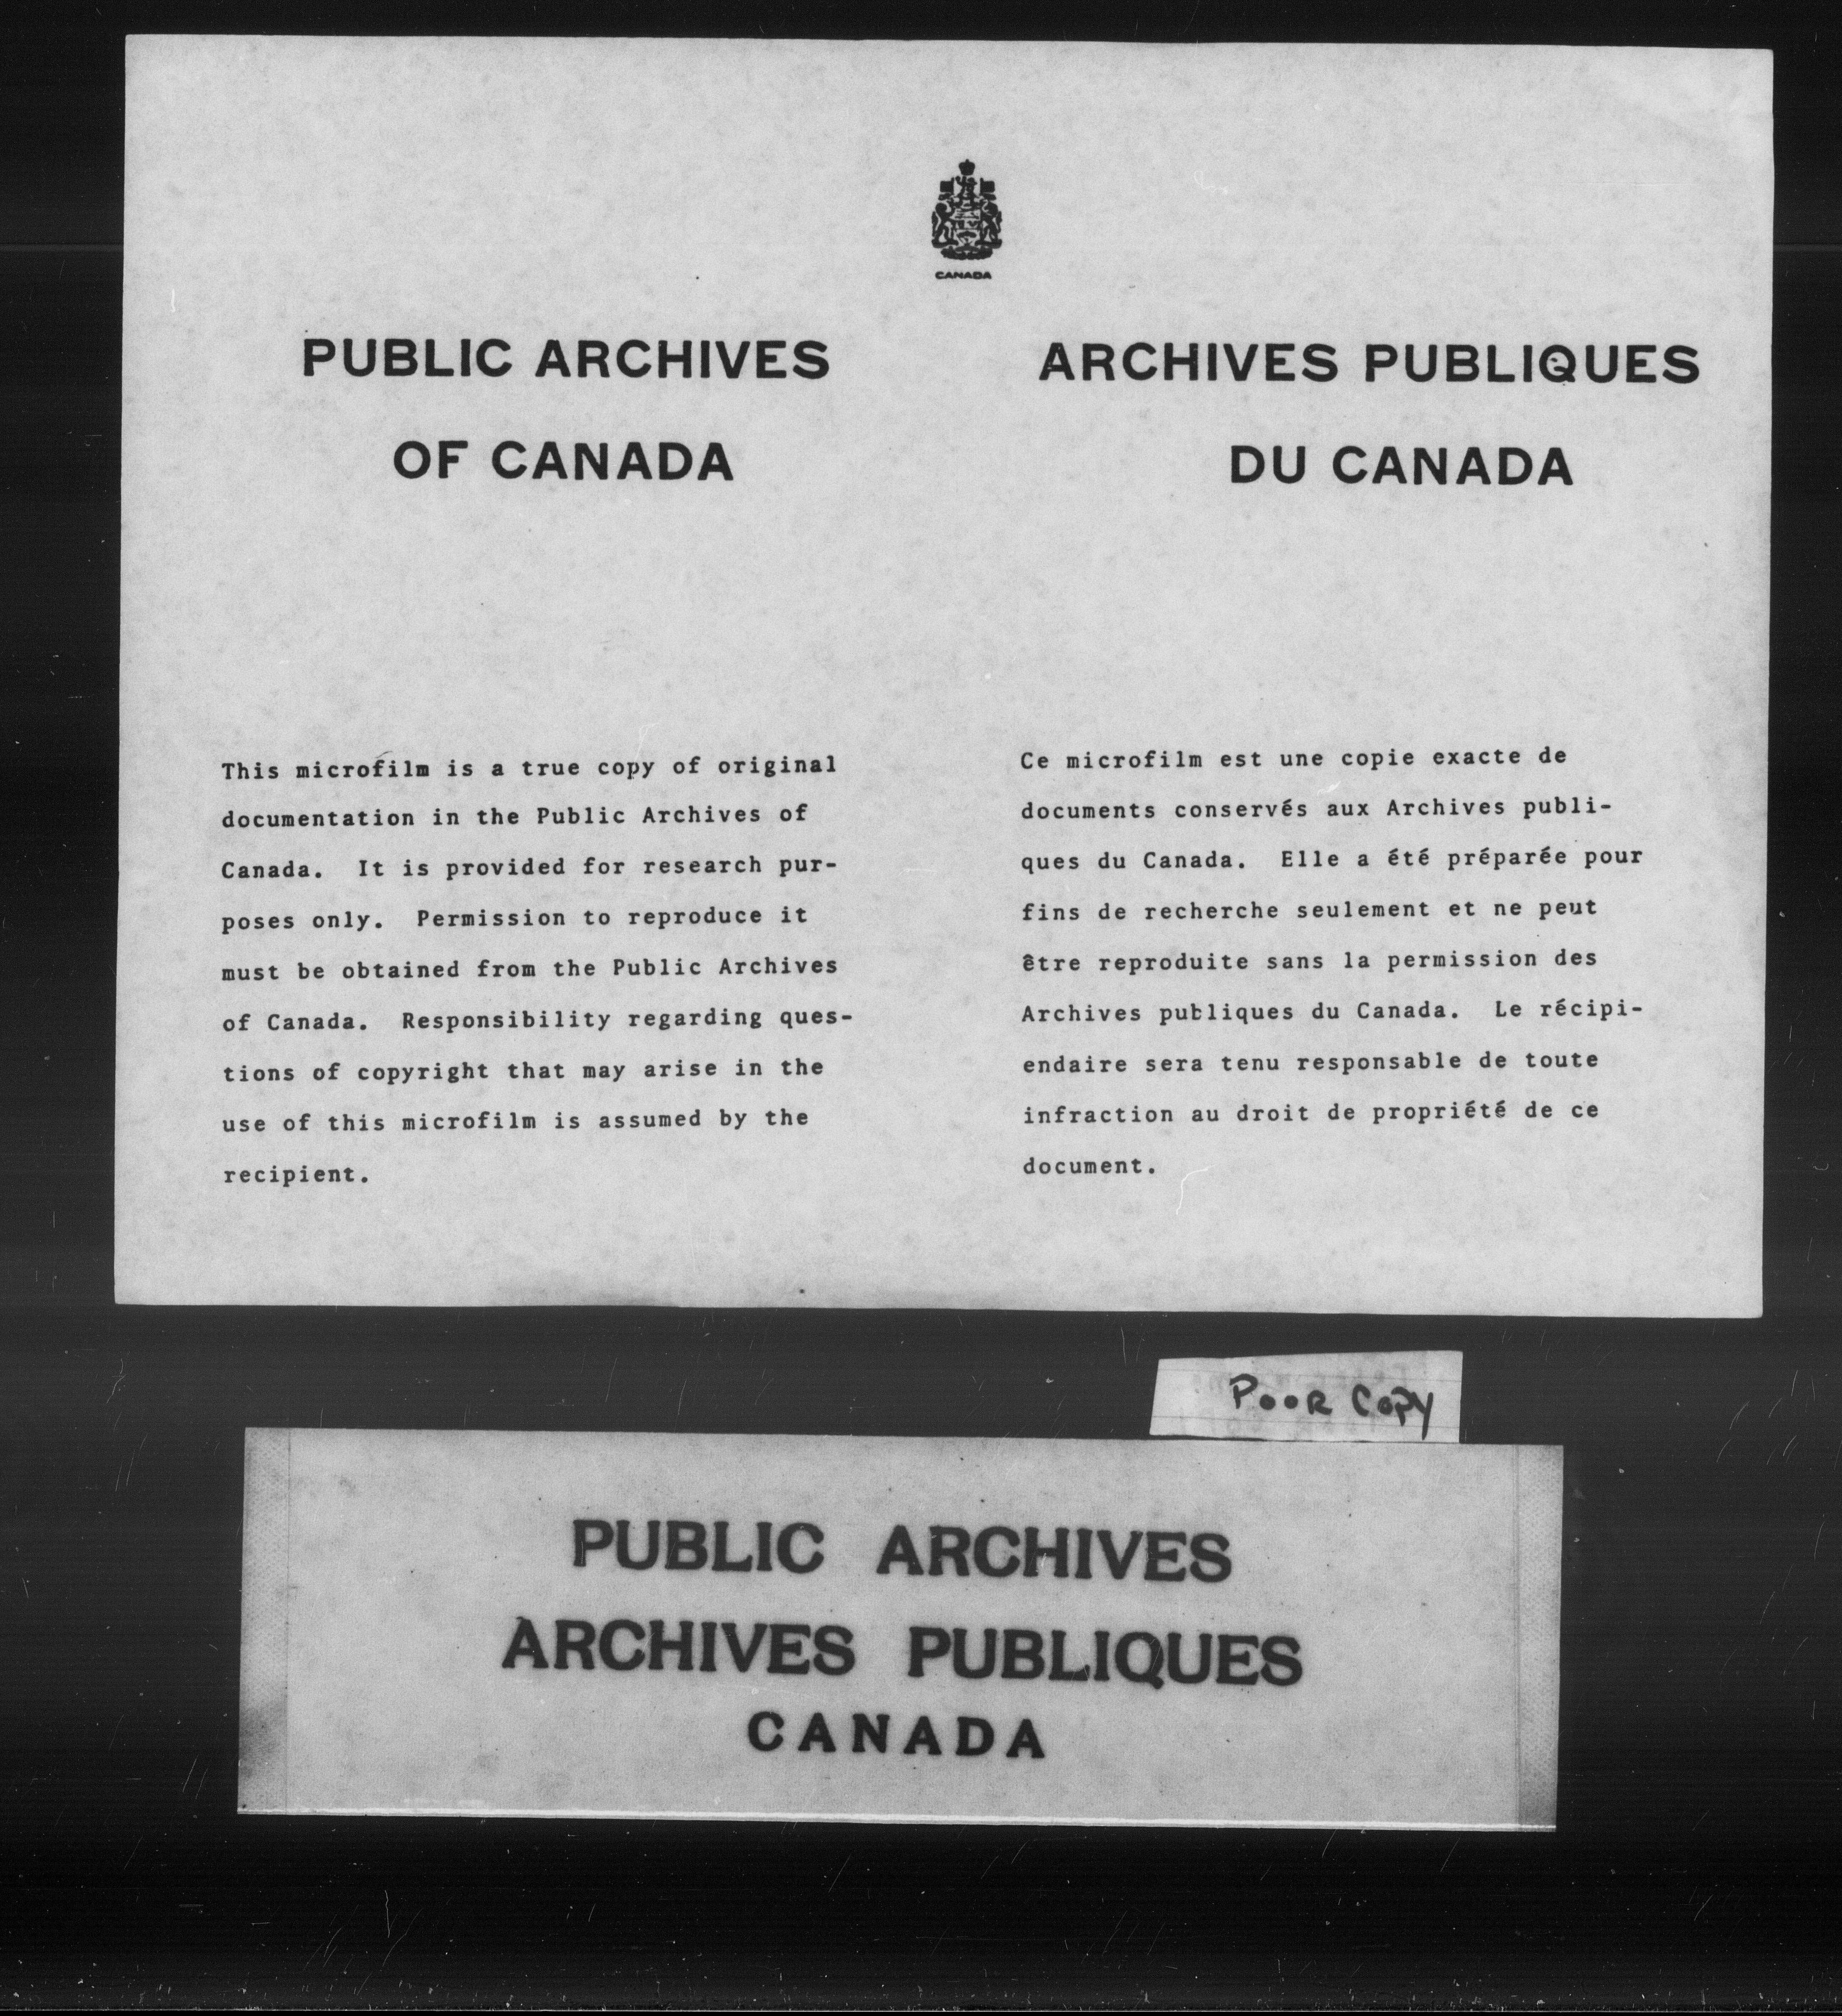 CANADA
PUBLIC ARCHIVES
OF CANADA
This microfilm is a true copy of original
documentation in the Public Archives of
Canada. It is provided for research pur-
poses only. Permission to reproduce it
must be obtained from the Public Archives
of Canada. Responsibility regarding ques-
tions of copyright that may arise in the
use of this microfilm is assumed by the
recipient.
ARCHIVES PUBLIQUES
DU CANADA
Ce microfilm est une copie exacte de
documents conservés aux Archives publi-
ques du Canada. Elle a été préparée pour
fins de recherche seulement et ne peut
être reproduite sans la permission des
Archives publiques du Canada. Le récipi-
endaire sera tenu responsable de toute
infraction au droit de propriété de ce
document.
POOR COPY
PUBLIC ARCHIVES
ARCHIVES PUBLIQUES
CANADA